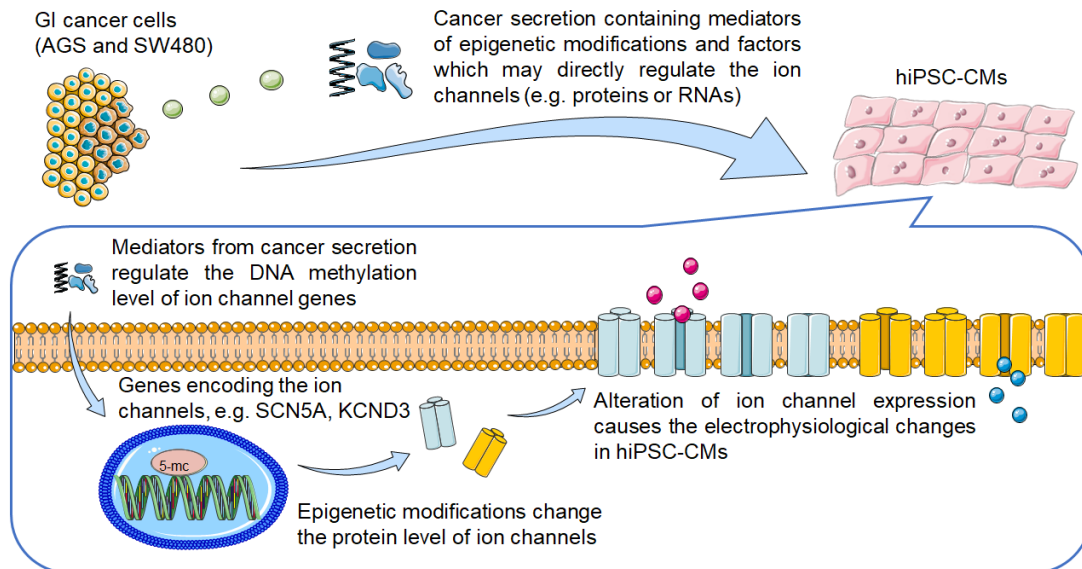 GI cancer cells
(AGS and SW480)
Cancer secretion containing mediators
of epigenetic modifications and factors
which may directly regulate the ion
channels (e.g. proteins or RNAs)
hiPSC-CMs
Mediators from cancer secretion
regulate the DNA methylation
level of ion channel genes
Genes encoding the ion
channels, e.g. SCN5A, KCND3
5-mc
Epigenetic modifications change
the protein level of ion channels
Alteration of ion channel expression
causes the electrophysiological changes
in hiPSC-CMs